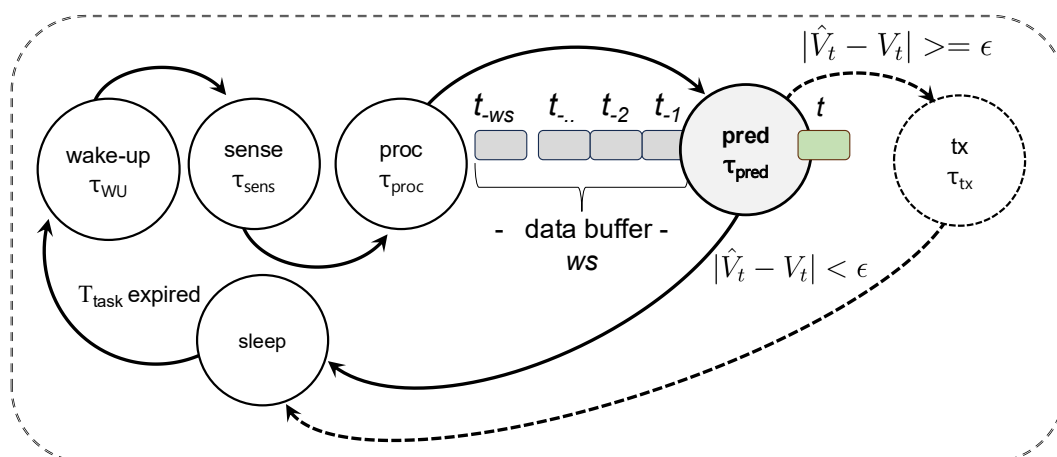 |V̂_t − V_t| >= ϵ
t_-ws t_-.. t_-2 t_-1
t
wake-up
τ_WU
sense
τ_sens
proc
τ_proc
pred
τ_pred
tx
τ_tx
- data buffer -
ws
|V̂_t − V_t| < ϵ
T_task expired
sleep